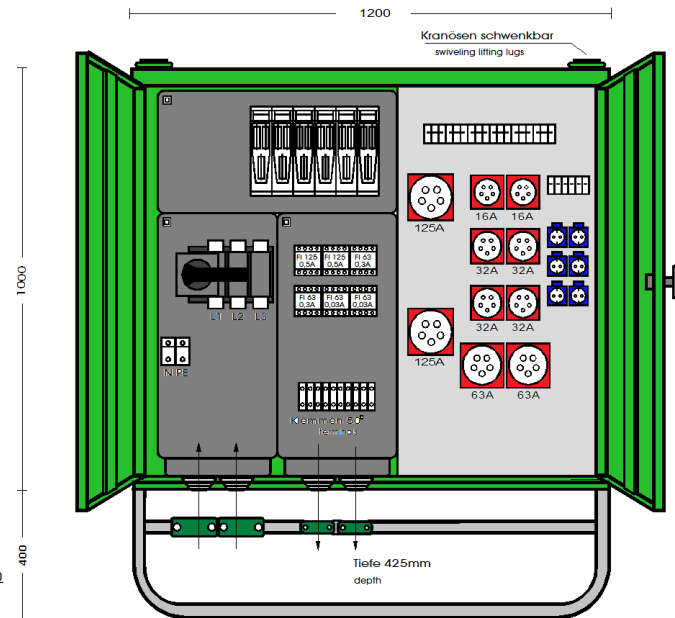 1200
Kranösen schwenkbar
swiveling lifting lugs
1000
125A
16A 16A
32A 32A
32A 32A
125A
63A 63A
FI 125 0,5A
FI 125 0,5A
FI 63 0,3A
FI 63 0,3A
FI 63 0,03A
FI 63 0,03A
L1 L2 L3
N PE
Klemmen
terminals
400
Tiefe 425mm
depth